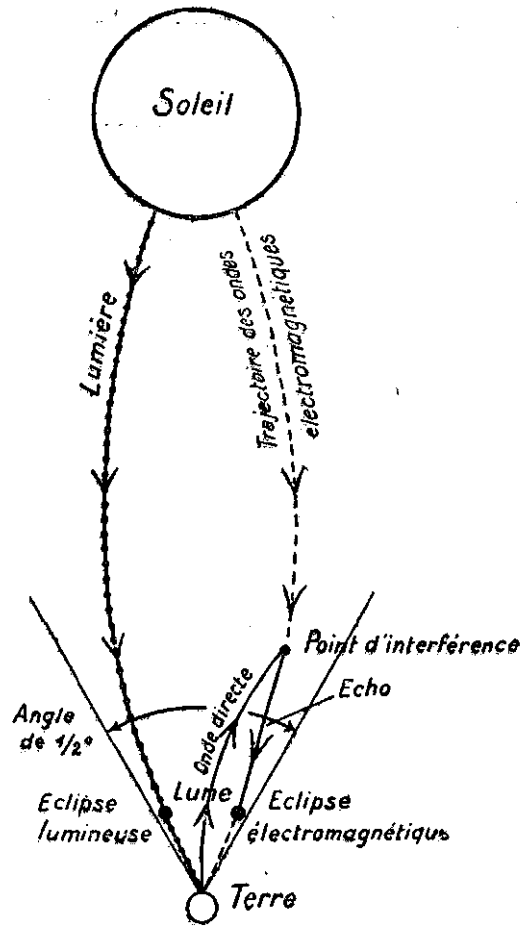 Soleil
Lumière
Trajectoire des ondes
électromagnétiques
Point d'interférence
Echo
Onde directe
Angle
de 1/2°
Lune
Eclipse
lumineuse
Eclipse
électromagnétique
Terre